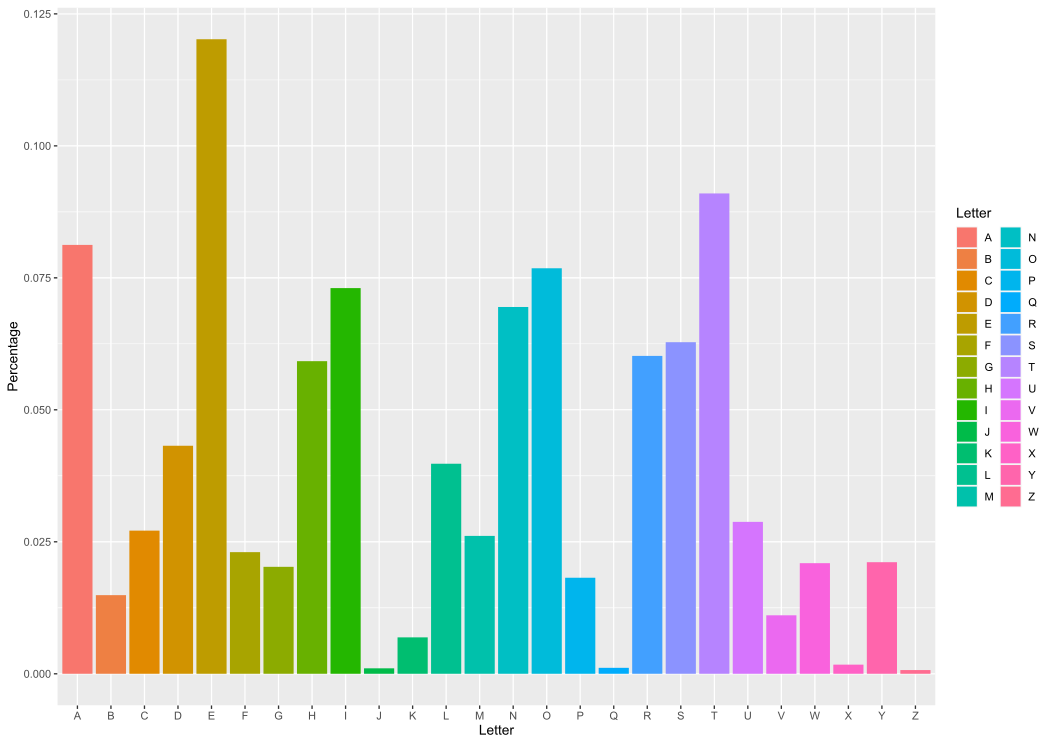 0.125
0.100
0.075
0.050
0.025
0.000
Percentage
A B C D E F G H I J K L M N O P Q R S T U V W X Y Z
Letter
Letter
A N
B O
C P
D Q
E R
F S
G T
H U
I V
J W
K X
L Y
M Z